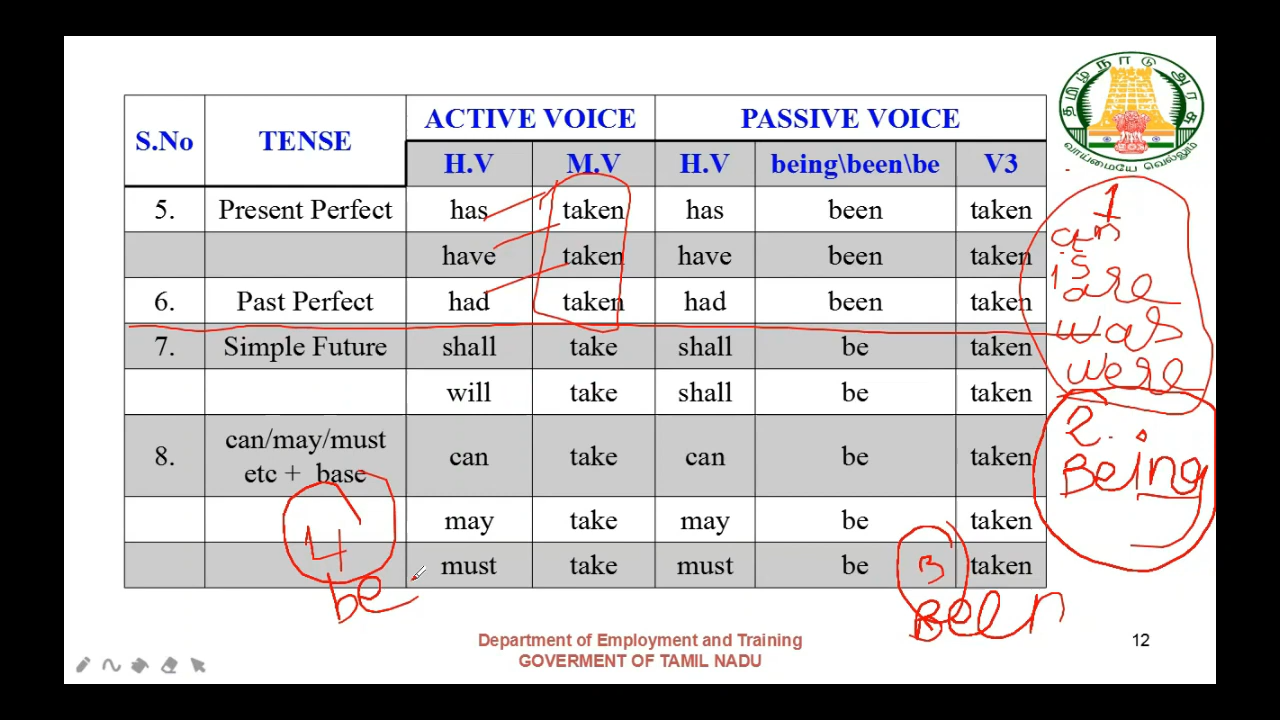 ACTIVE VOICE PASSIVE VOICE
S.No TENSE
H.V M.V H.V being\been\be V3
5. Present Perfect has taken has been taken
have taken have been taken
6. Past Perfect had taken had been taken
7. Simple Future shall take shall be taken
will take shall be taken
8. can/may/must etc + base can take can be taken
may take may be taken
must take must be taken
தமிழ்நாடு அரசு
வாய்மையே வெல்லும்
1
am
is are
was
were
2.
Being
3
Been
4
be
Department of Employment and Training
GOVERMENT OF TAMIL NADU
12